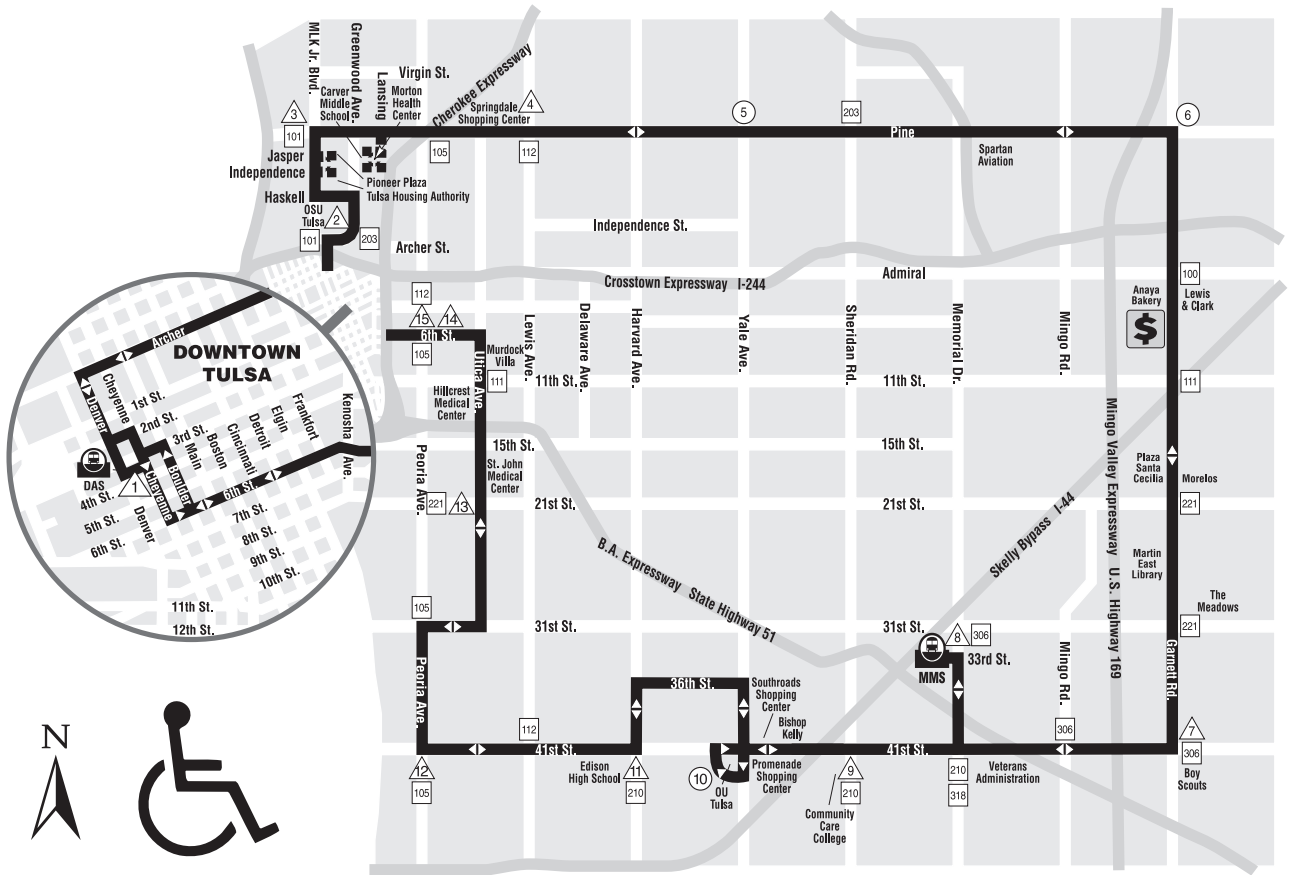 MLK Jr. Blvd.
Greenwood Ave.
Lansing
Virgin St.
Cherokee Expressway
Carver
Middle
School
Morton
Health
Center
Springdale
Shopping Center
4
5
203
6
3
101
Pine
105
112
Spartan
Aviation
Jasper
Independence
Haskell
Pioneer Plaza
Tulsa Housing Authority
OSU
Tulsa
2
101
203
Archer St.
Independence St.
Crosstown Expressway I-244
Admiral
100
Lewis
& Clark
Anaya
Bakery
$
112
15
14
6th St.
105
Utica Ave.
Murdock
Villa
111
Lewis Ave.
Delaware Ave.
Harvard Ave.
Yale Ave.
Sheridan Rd.
Memorial Dr.
Mingo Rd.
11th St.
11th St.
111
Hillcrest
Medical
Center
15th St.
15th St.
Peoria Ave.
St. John
Medical
Center
221
13
21st St.
21st St.
Plaza
Santa
Cecilia
Morelos
221
Mingo Valley Expressway U.S. Highway 169
Skelly Bypass I-44
B.A. Expressway State Highway 51
Martin
East
Library
The
Meadows
221
105
31st St.
31st St.
8
306
33rd St.
MMS
Mingo Rd.
Garnett Rd.
Peoria Ave.
36th St.
Southroads
Shopping
Center
Bishop
Kelly
112
41st St.
41st St.
306
7
306
Boy
Scouts
12
105
Edison
High School
11
210
10
OU
Tulsa
Promenade
Shopping
Center
9
210
Community
Care
College
210
318
Veterans
Administration
Archer
DOWNTOWN
TULSA
Denver
Cheyenne
1st St.
2nd St.
3rd St.
Main
Boston
Cincinnati
Detroit
Elgin
Frankfort
Kenosha Ave.
DAS
1
Cheyenne
Boulder
6th St.
4th St.
5th St.
6th St.
Denver
7th St.
8th St.
9th St.
10th St.
11th St.
12th St.
N